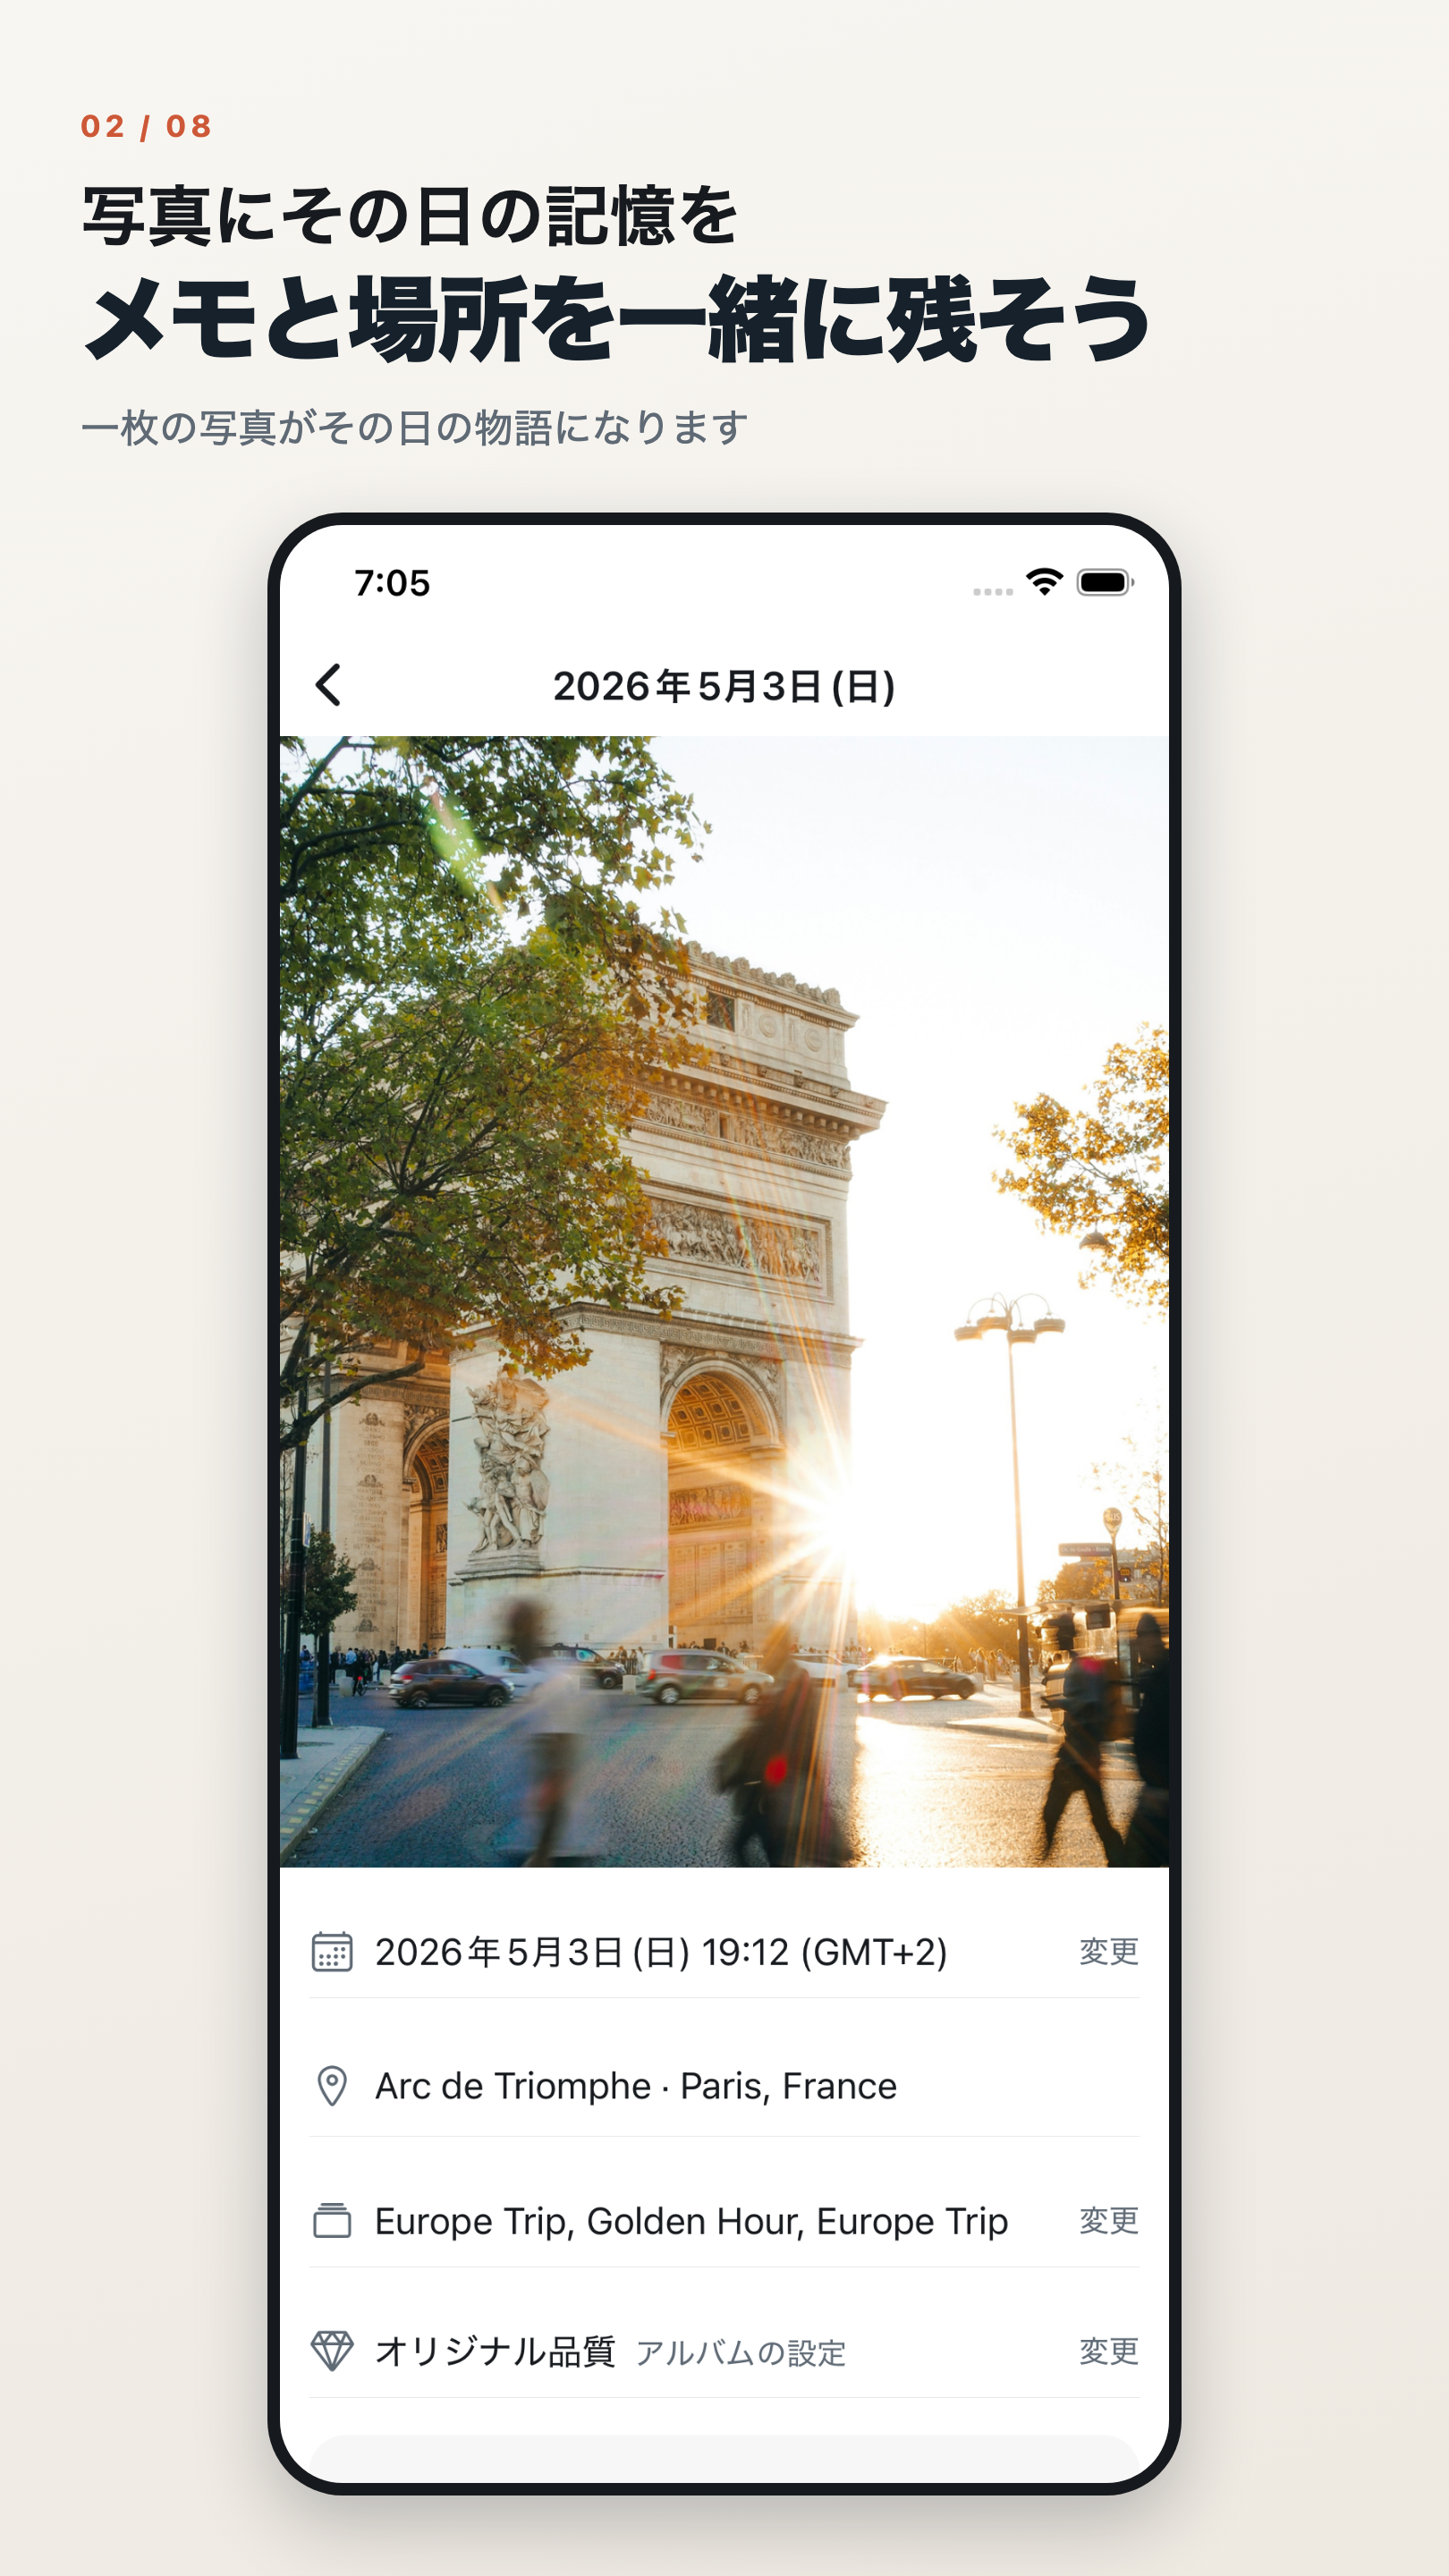 02 / 08
写真にその日の記憶を
メモと場所を一緒に残そう
一枚の写真がその日の物語になります
7:05
2026年5月3日(日)
2026年5月3日(日) 19:12 (GMT+2) 変更
Arc de Triomphe · Paris, France
Europe Trip, Golden Hour, Europe Trip 変更
オリジナル品質 アルバムの設定 変更